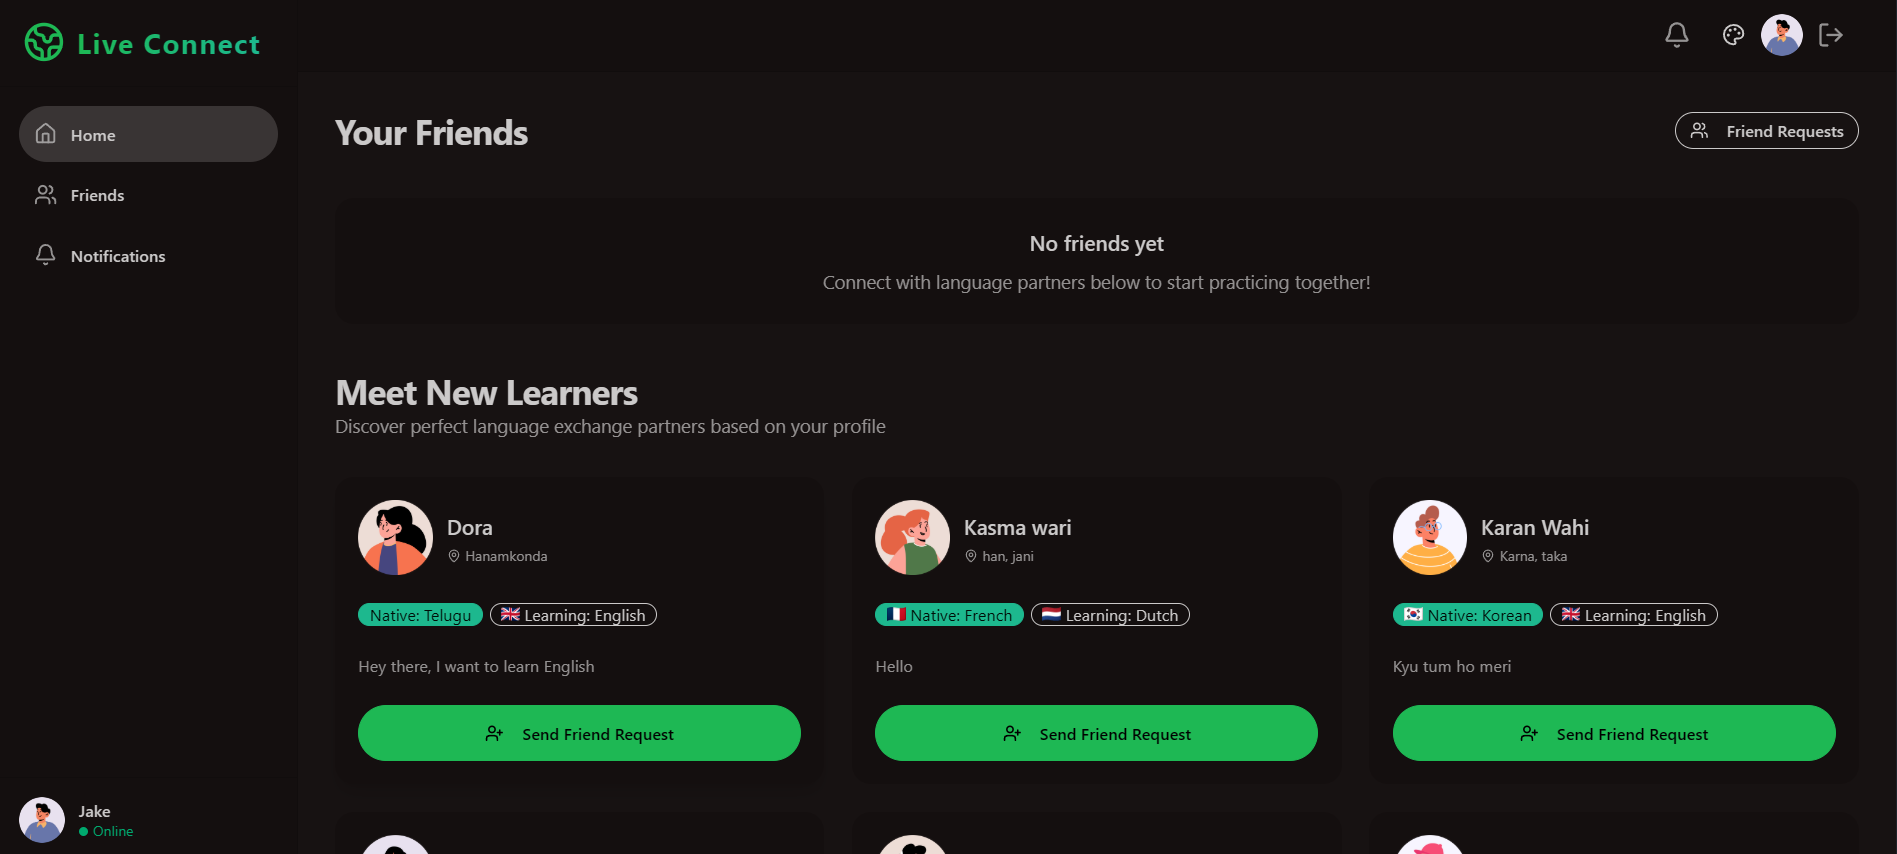 Live Connect
Home
Friends
Notifications
Jake
Online
Your Friends
Friend Requests
No friends yet
Connect with language partners below to start practicing together!
Meet New Learners
Discover perfect language exchange partners based on your profile
Dora
Hanamkonda
Native: Telugu
Learning: English
Hey there, I want to learn English
Send Friend Request
Kasma wari
han, jani
Native: French
Learning: Dutch
Hello
Send Friend Request
Karan Wahi
Karna, taka
Native: Korean
Learning: English
Kyu tum ho meri
Send Friend Request